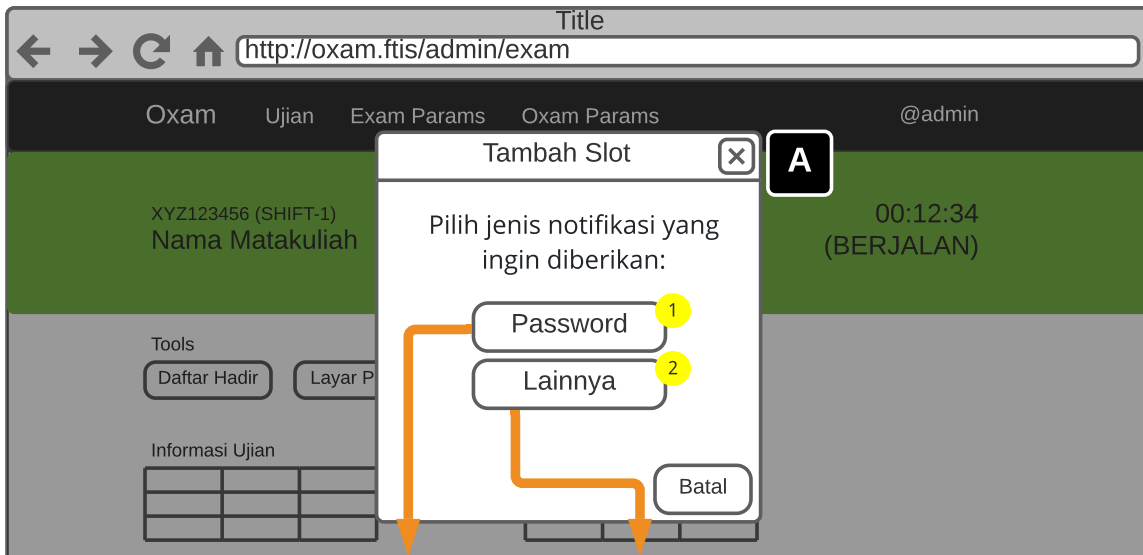 Title
http://oxam.ftis/admin/exam
Oxam Ujian Exam Params Oxam Params @admin
Tambah Slot
A
XYZ123456 (SHIFT-1)
Nama Matakuliah
00:12:34
(BERJALAN)
Pilih jenis notifikasi yang
ingin diberikan:
Password 1
Lainnya 2
Tools
Daftar Hadir Layar P
Informasi Ujian
Batal